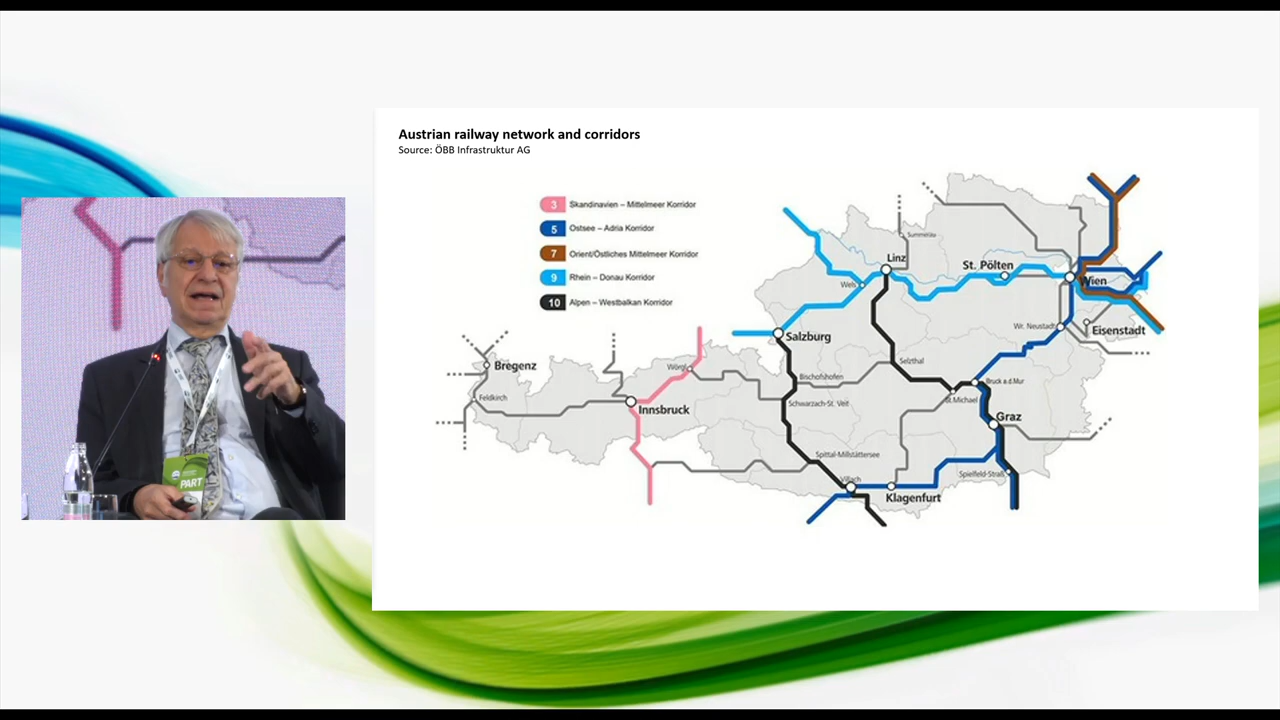 Austrian railway network and corridors
Source: ÖBB Infrastruktur AG
3 Skandinavien – Mittelmeer Korridor
5 Ostsee – Adria Korridor
7 Orient/Östliches Mittelmeer Korridor
9 Rhein – Donau Korridor
10 Alpen – Westbalkan Korridor
Summerau
Linz
St. Pölten
Wien
Wels
Wr. Neustadt
Eisenstadt
Salzburg
Bregenz
Wörgl
Selzthal
Bischofshofen
Bruck a.d.Mur
Feldkirch
St.Michael
Schwarzach-St. Veit
Innsbruck
Graz
Spittal-Millstättersee
Spielfeld-Straß
Villach
Klagenfurt
PART